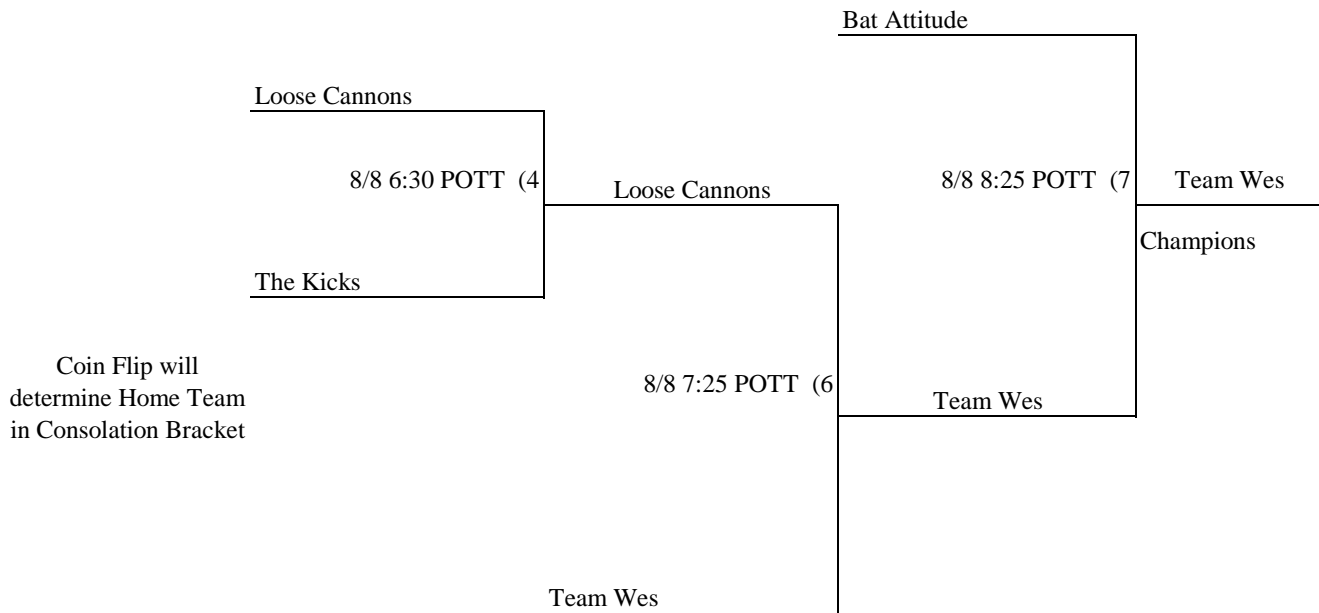 Bat Attitude
Loose Cannons
8/8 6:30 POTT (4
Loose Cannons
8/8 8:25 POTT (7
Team Wes
Champions
The Kicks
Coin Flip will
determine Home Team
in Consolation Bracket
8/8 7:25 POTT (6
Team Wes
Team Wes